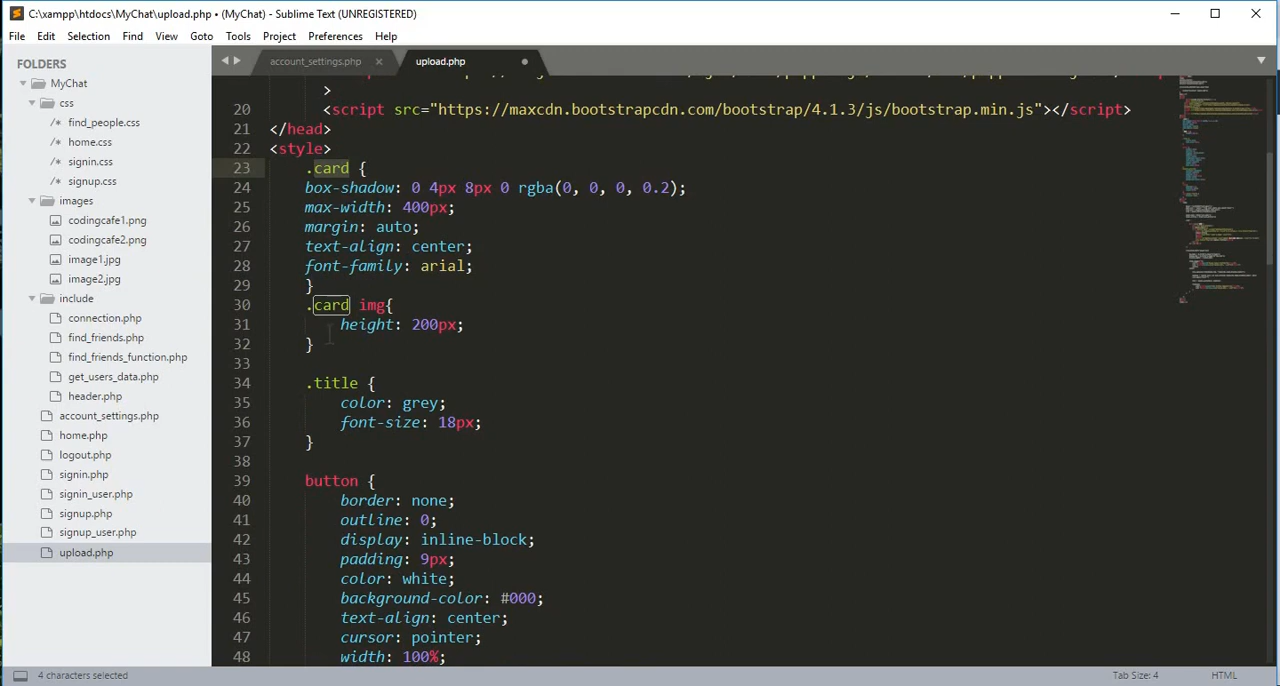 C:\xampp\htdocs\MyChat\upload.php • (MyChat) - Sublime Text (UNREGISTERED)
File Edit Selection Find View Goto Tools Project Preferences Help
FOLDERS
MyChat
css
/* find_people.css
/* home.css
/* signin.css
/* signup.css
images
codingcafe1.png
codingcafe2.png
image1.jpg
image2.jpg
include
connection.php
find_friends.php
find_friends_function.php
get_users_data.php
header.php
account_settings.php
home.php
logout.php
signin.php
signin_user.php
signup.php
signup_user.php
upload.php
account_settings.php × upload.php
>
20 <script src="https://maxcdn.bootstrapcdn.com/bootstrap/4.1.3/js/bootstrap.min.js"></script>
21 </head>
22 <style>
23 .card {
24 box-shadow: 0 4px 8px 0 rgba(0, 0, 0, 0.2);
25 max-width: 400px;
26 margin: auto;
27 text-align: center;
28 font-family: arial;
29 }
30 .card img{
31 height: 200px;
32 }
33
34 .title {
35 color: grey;
36 font-size: 18px;
37 }
38
39 button {
40 border: none;
41 outline: 0;
42 display: inline-block;
43 padding: 9px;
44 color: white;
45 background-color: #000;
46 text-align: center;
47 cursor: pointer;
48 width: 100%;
4 characters selected Tab Size: 4 HTML